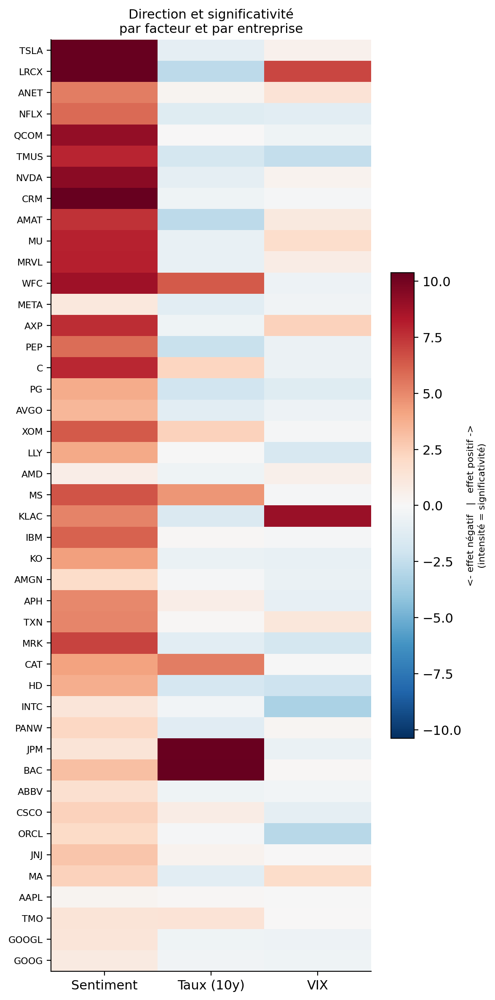 Direction et significativité
par facteur et par entreprise
TSLA
LRCX
ANET
NFLX
QCOM
TMUS
NVDA
CRM
AMAT
MU
MRVL
WFC
META
AXP
PEP
C
PG
AVGO
XOM
LLY
AMD
MS
KLAC
IBM
KO
AMGN
APH
TXN
MRK
CAT
HD
INTC
PANW
JPM
BAC
ABBV
CSCO
ORCL
JNJ
MA
AAPL
TMO
GOOGL
GOOG
Sentiment
Taux (10y)
VIX
10.0
7.5
5.0
2.5
0.0
−2.5
−5.0
−7.5
−10.0
<- effet négatif | effet positif ->
(intensité = significativité)